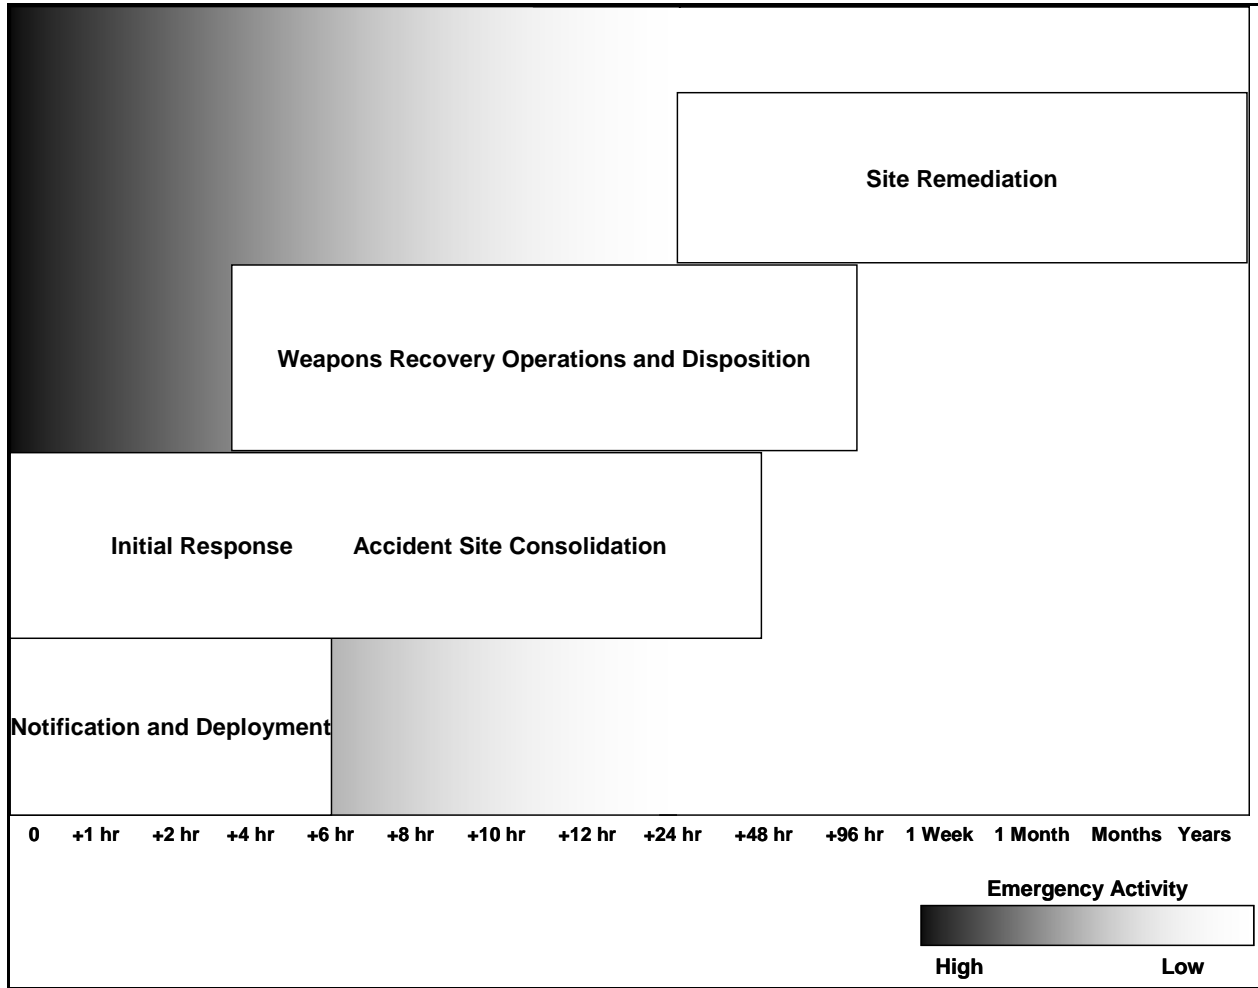 Site Remediation
Weapons Recovery Operations and Disposition
Initial Response Accident Site Consolidation
Notification and Deployment
0 +1 hr +2 hr +4 hr +6 hr +8 hr +10 hr +12 hr +24 hr +48 hr +96 hr 1 Week 1 Month Months Years
Emergency Activity
High Low